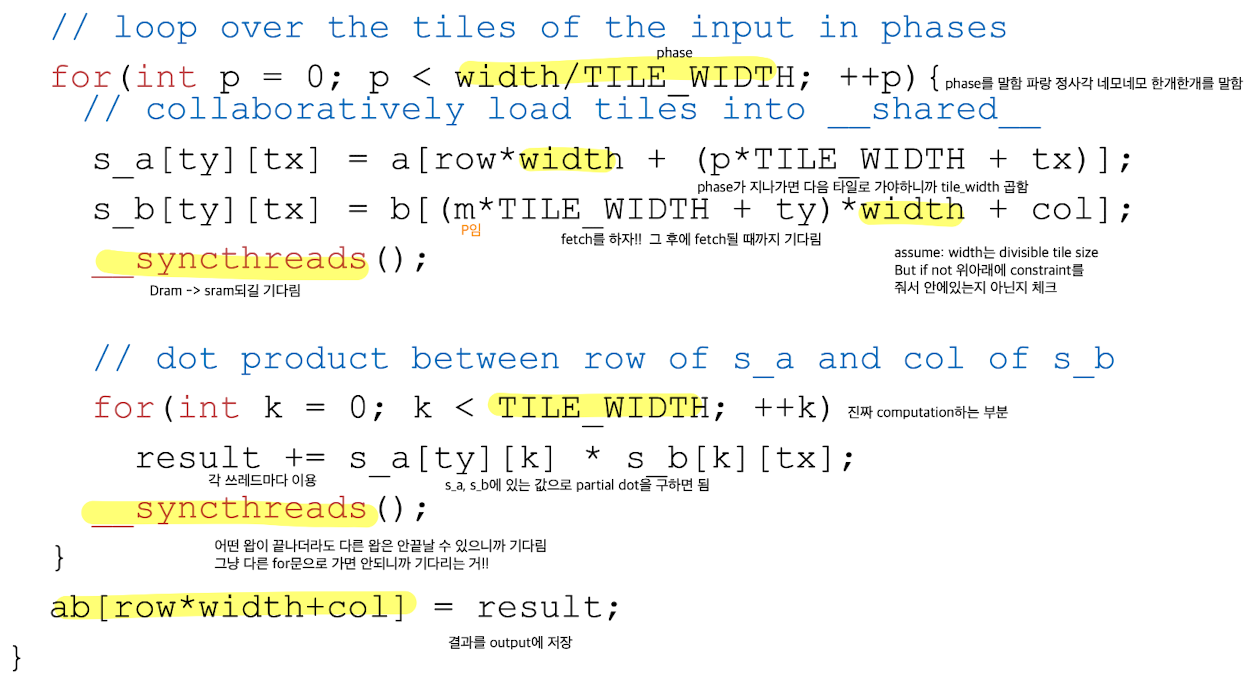 // loop over the tiles of the input in phases
phase
for(int p = 0; p < width/TILE_WIDTH; ++p){
phase를 말함 파랑 정사각 네모네모 한개한개를 말함
// collaboratively load tiles into __shared__
s_a[ty][tx] = a[row*width + (p*TILE_WIDTH + tx)];
phase가 지나가면 다음 타일로 가야하니까 tile_width 곱함
s_b[ty][tx] = b[(m*TILE_WIDTH + ty)*width + col];
P임
fetch를 하자!! 그 후에 fetch될 때까지 기다림
__syncthreads();
assume: width는 divisible tile size
But if not 위아래에 constraint를
줘서 안에있는지 아닌지 체크
Dram -> sram되길 기다림
// dot product between row of s_a and col of s_b
for(int k = 0; k < TILE_WIDTH; ++k)
진짜 computation하는 부분
result += s_a[ty][k] * s_b[k][tx];
각 쓰레드마다 이용
s_a, s_b에 있는 값으로 partial dot을 구하면 됨
__syncthreads();
어떤 왑이 끝나더라도 다른 왑은 안끝날 수 있으니까 기다림
그냥 다른 for문으로 가면 안되니까 기다리는 거!!
}
ab[row*width+col] = result;
결과를 output에 저장
}